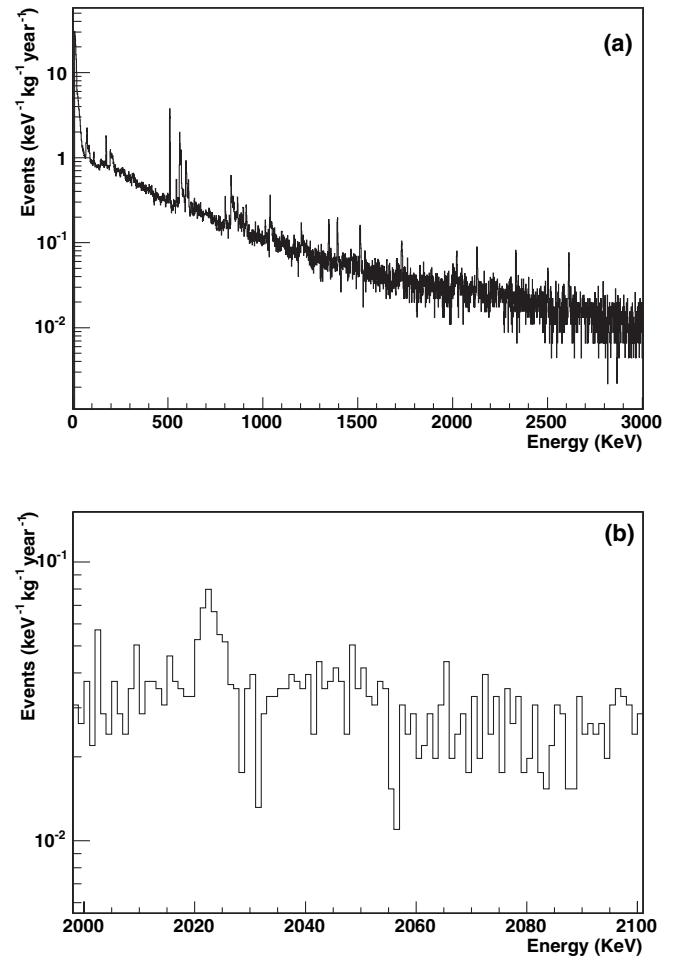 (a)
Events (keV⁻¹ kg⁻¹ year⁻¹)
10
1
10⁻¹
10⁻²
0 500 1000 1500 2000 2500 3000
Energy (KeV)
(b)
Events (keV⁻¹ kg⁻¹ year⁻¹)
10⁻¹
10⁻²
2000 2020 2040 2060 2080 2100
Energy (KeV)